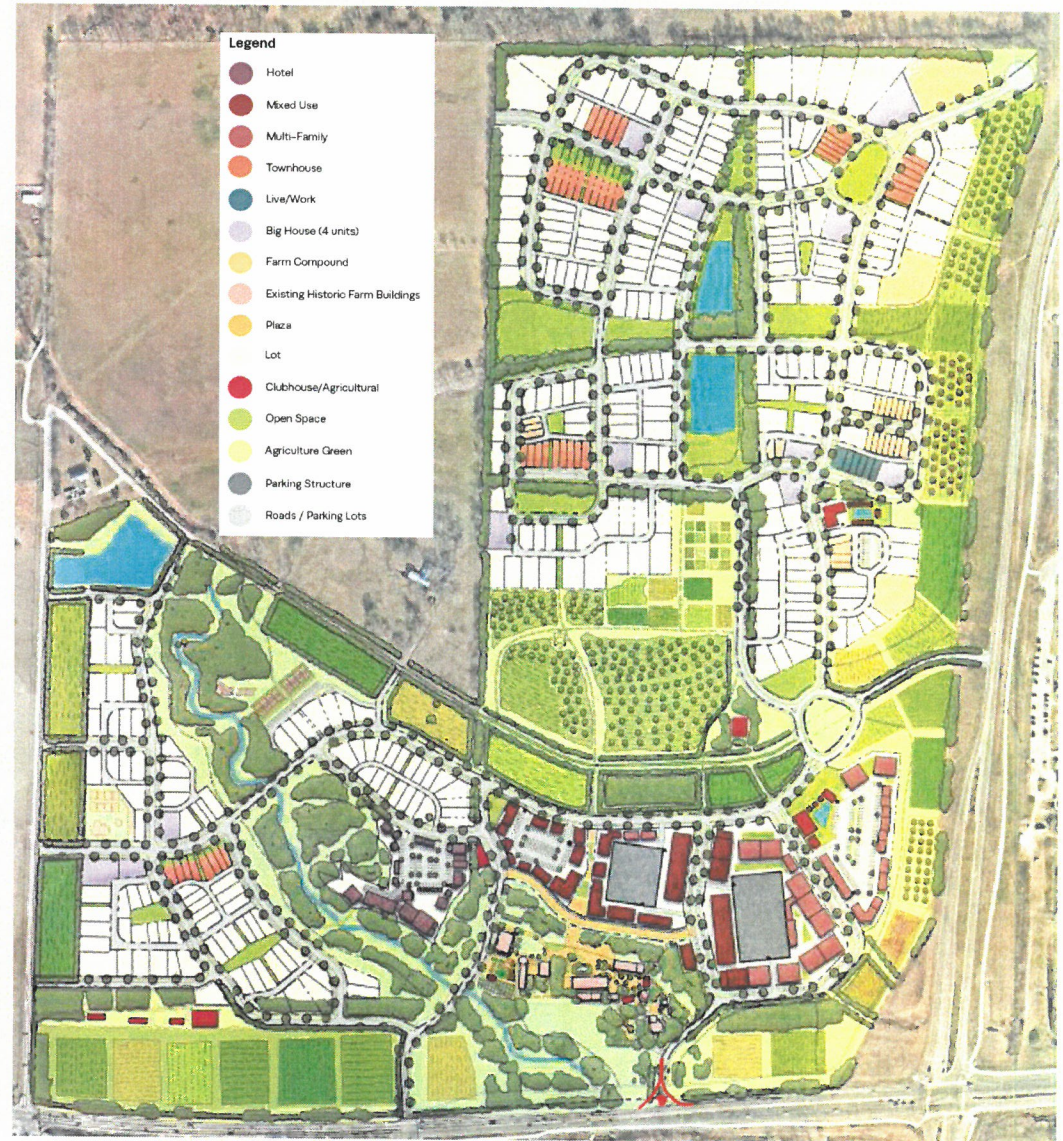 Legend
Hotel
Mixed Use
Multi-Family
Townhouse
Live/Work
Big House (4 units)
Farm Compound
Existing Historic Farm Buildings
Plaza
Lot
Clubhouse/Agricultural
Open Space
Agriculture Green
Parking Structure
Roads / Parking Lots